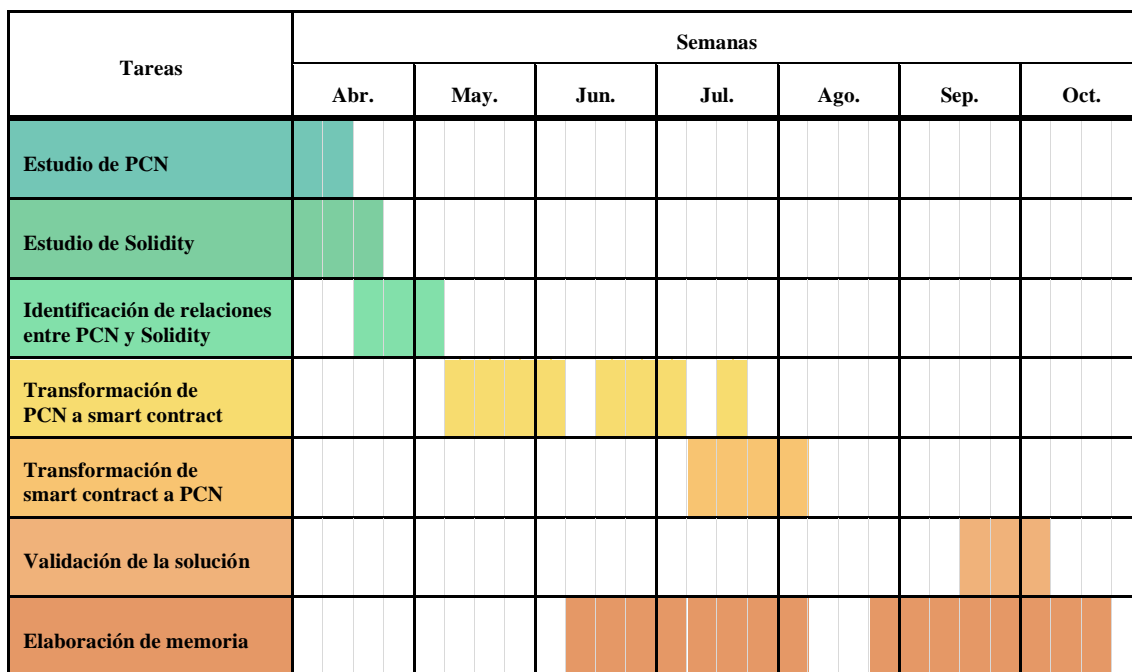 Tareas
Semanas
Abr.
May.
Jun.
Jul.
Ago.
Sep.
Oct.
Estudio de PCN
Estudio de Solidity
Identificación de relaciones
entre PCN y Solidity
Transformación de
PCN a smart contract
Transformación de
smart contract a PCN
Validación de la solución
Elaboración de memoria